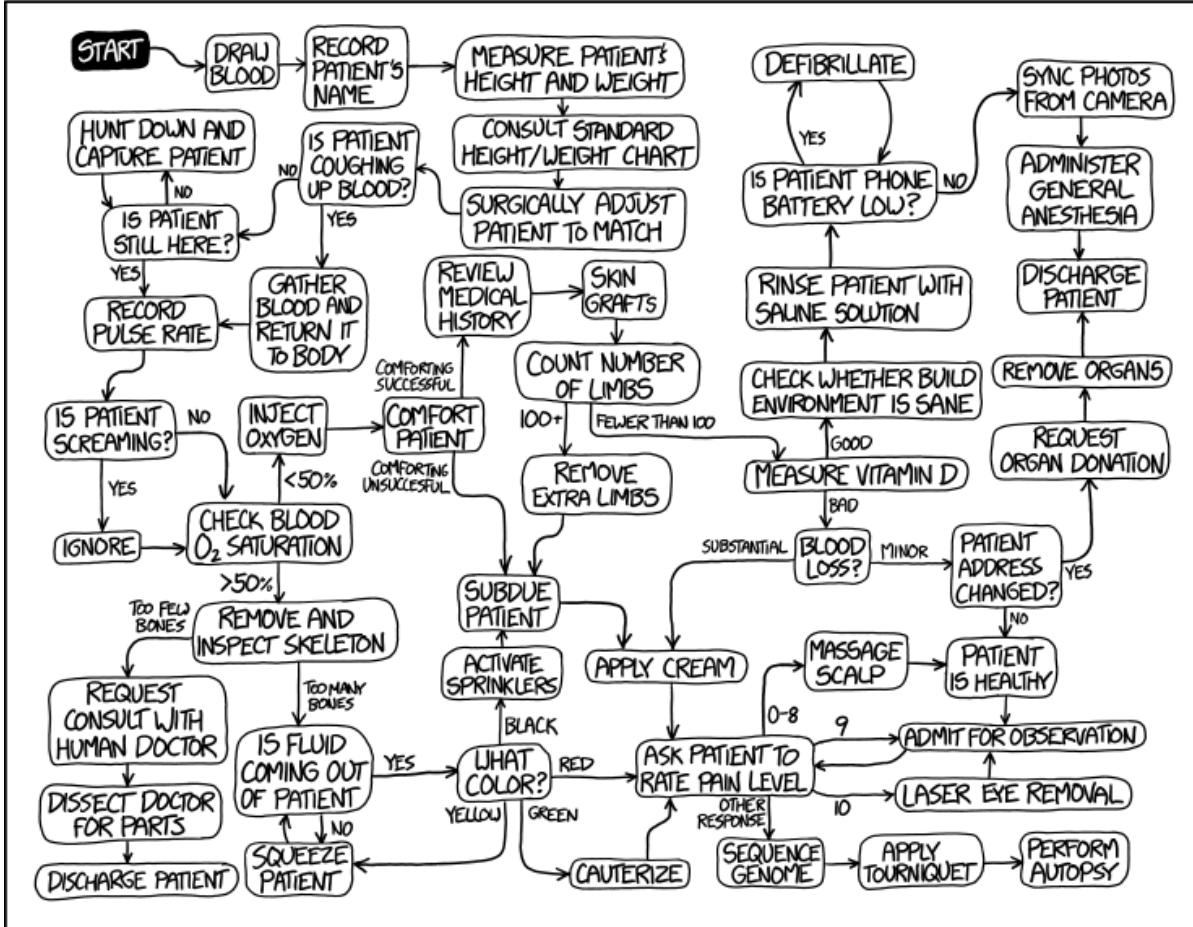 START
DRAW
BLOOD
RECORD
PATIENT'S
NAME
MEASURE PATIENT'S
HEIGHT AND WEIGHT
CONSULT STANDARD
HEIGHT/WEIGHT CHART
SURGICALLY ADJUST
PATIENT TO MATCH
IS PATIENT
COUGHING
UP BLOOD?
NO
YES
HUNT DOWN AND
CAPTURE PATIENT
NO
IS PATIENT
STILL HERE?
YES
GATHER
BLOOD AND
RETURN IT
TO BODY
RECORD
PULSE RATE
IS PATIENT
SCREAMING?
NO
YES
IGNORE
CHECK BLOOD
O2 SATURATION
<50%
>50%
INJECT
OXYGEN
COMFORT
PATIENT
COMFORTING
SUCCESSFUL
COMFORTING
UNSUCCESFUL
REVIEW
MEDICAL
HISTORY
SKIN
GRAFTS
COUNT NUMBER
OF LIMBS
100+
FEWER THAN 100
REMOVE
EXTRA LIMBS
SUBDUE
PATIENT
ACTIVATE
SPRINKLERS
BLACK
REMOVE AND
INSPECT SKELETON
TOO FEW
BONES
TOO MANY
BONES
REQUEST
CONSULT WITH
HUMAN DOCTOR
DISSECT DOCTOR
FOR PARTS
DISCHARGE PATIENT
IS FLUID
COMING OUT
OF PATIENT
YES
NO
SQUEEZE
PATIENT
WHAT
COLOR?
RED
YELLOW
GREEN
CAUTERIZE
APPLY CREAM
ASK PATIENT TO
RATE PAIN LEVEL
0-8
9
10
OTHER
RESPONSE
SEQUENCE
GENOME
APPLY
TOURNIQUET
PERFORM
AUTOPSY
MASSAGE
SCALP
PATIENT
IS HEALTHY
ADMIT FOR OBSERVATION
LASER EYE REMOVAL
MEASURE VITAMIN D
GOOD
BAD
BLOOD
LOSS?
SUBSTANTIAL
MINOR
PATIENT
ADDRESS
CHANGED?
YES
NO
REQUEST
ORGAN DONATION
REMOVE ORGANS
CHECK WHETHER BUILD
ENVIRONMENT IS SANE
RINSE PATIENT WITH
SALINE SOLUTION
IS PATIENT PHONE
BATTERY LOW?
YES
NO
DEFIBRILLATE
SYNC PHOTOS
FROM CAMERA
ADMINISTER
GENERAL
ANESTHESIA
DISCHARGE
PATIENT